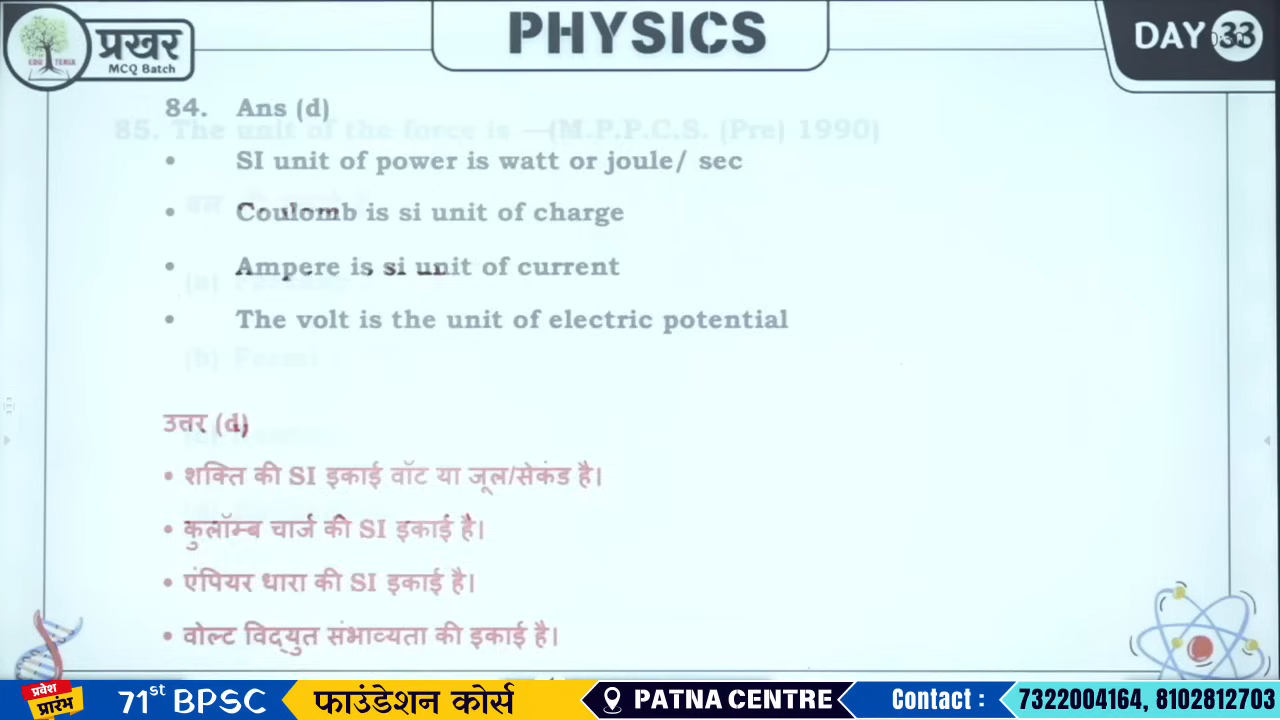 EDU TERIA
प्रखर
MCQ Batch
PHYSICS
DAY 33
84. Ans (d)
85. The unit of the force is —(M.P.P.C.S. (Pre) 1990)
• SI unit of power is watt or joule/ sec
• Coulomb is si unit of charge
• Ampere is si unit of current
(a)
• The volt is the unit of electric potential
(b)
उत्तर (d)
• शक्ति की SI इकाई वॉट या जूल/सेकंड है।
• कुलॉम्ब चार्ज की SI इकाई है।
• एंपियर धारा की SI इकाई है।
• वोल्ट विद्युत संभाव्यता की इकाई है।
प्रवेश प्रारंभ
71st BPSC फाउंडेशन कोर्स PATNA CENTRE Contact : 7322004164, 8102812703